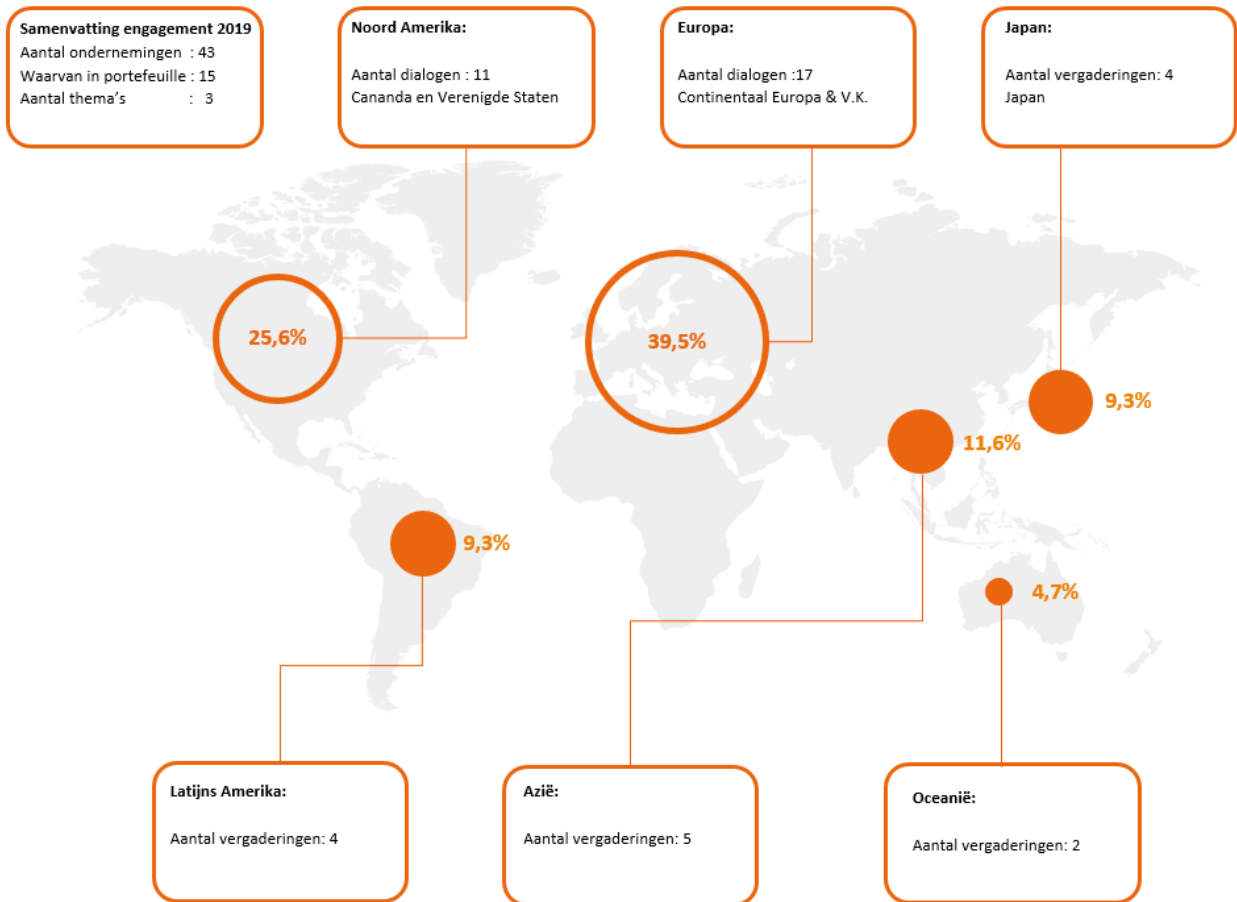 Samenvatting engagement 2019
Aantal ondernemingen : 43
Waarvan in portefeuille : 15
Aantal thema's : 3
Noord Amerika:
Aantal dialogen : 11
Cananda en Verenigde Staten
Europa:
Aantal dialogen :17
Continentaal Europa & V.K.
Japan:
Aantal vergaderingen: 4
Japan
25,6%
39,5%
9,3%
11,6%
9,3%
4,7%
Latijns Amerika:
Aantal vergaderingen: 4
Azië:
Aantal vergaderingen: 5
Oceanië:
Aantal vergaderingen: 2